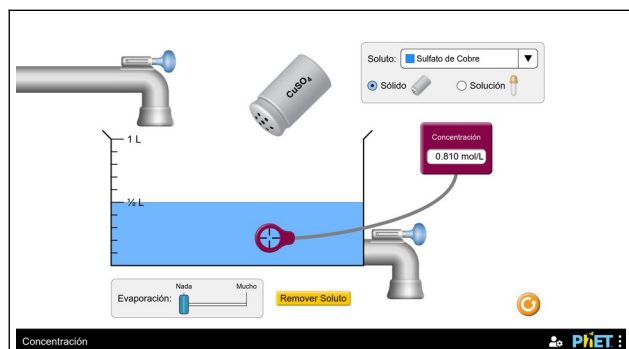 Soluto: Sulfato de Cobre
Sólido Solución
CuSO₄
1 L
Concentración
0.810 mol/L
½ L
Nada Mucho
Evaporación:
Remover Soluto
Concentración
PhET